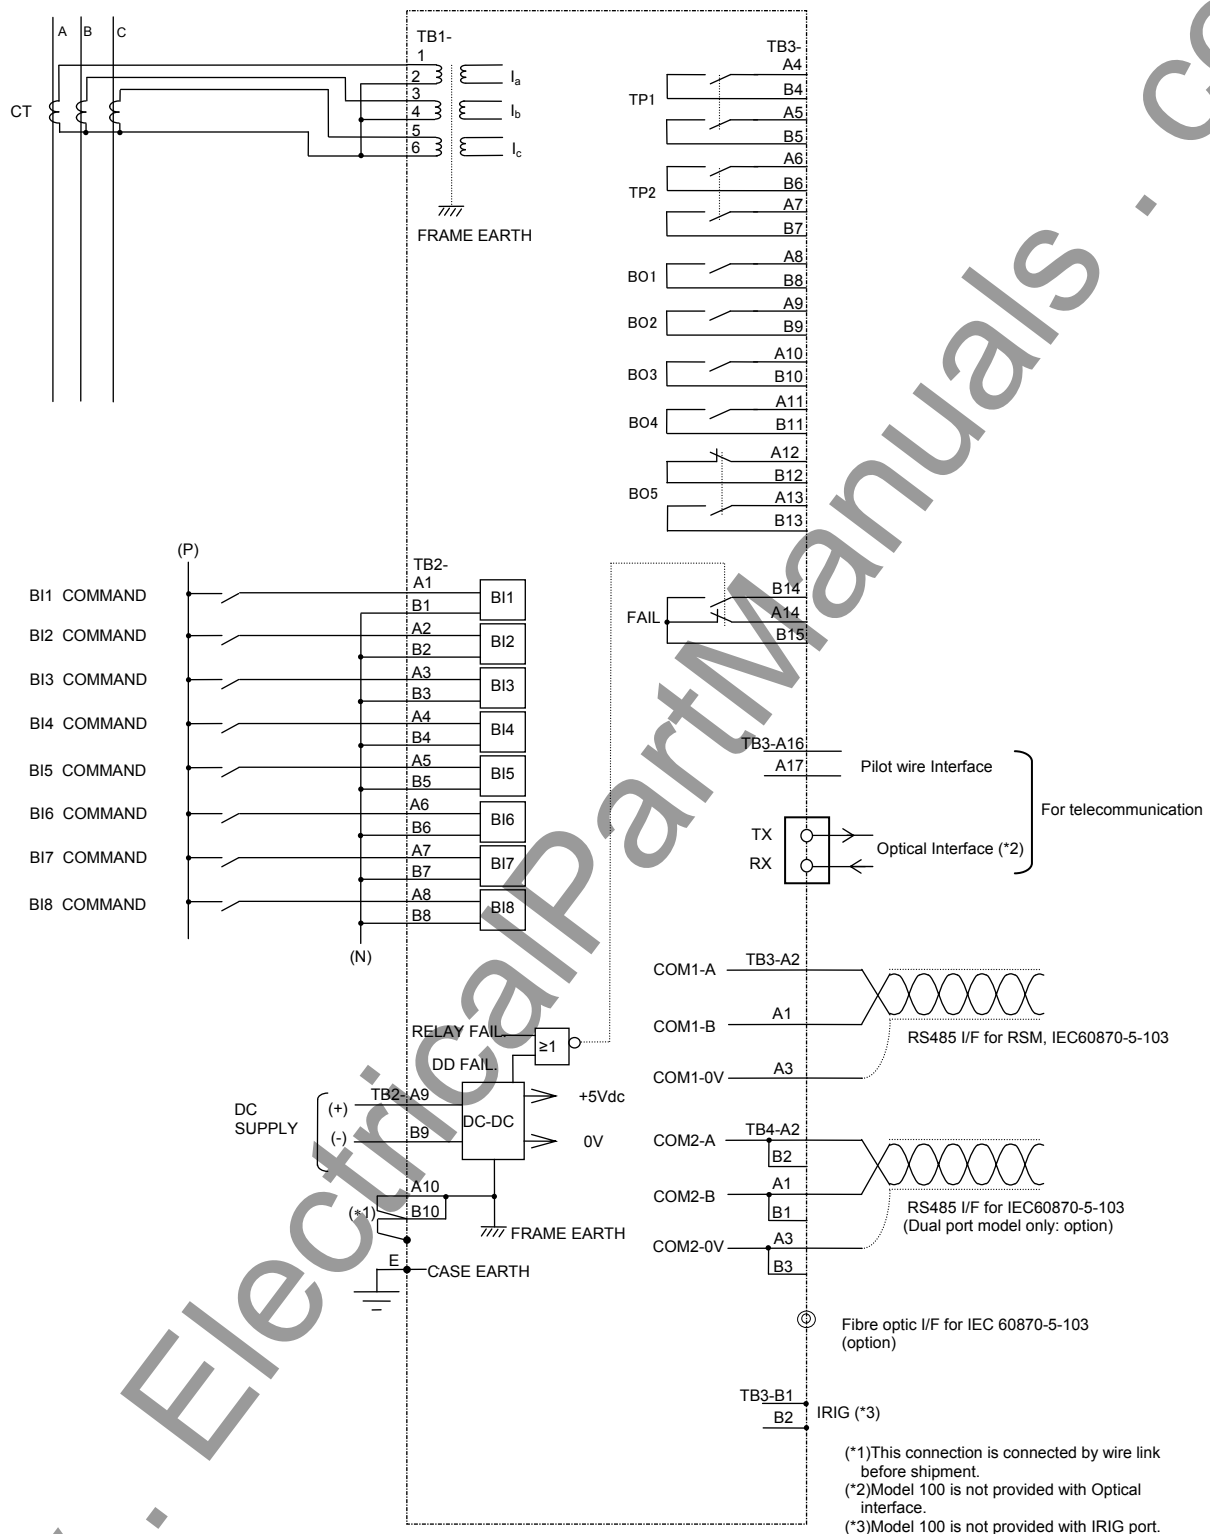 A B C
CT
TB1-
1
2
3
4
5
6
Ia
Ib
Ic
FRAME EARTH
TB3-
TP1
A4
B4
A5
B5
TP2
A6
B6
A7
B7
BO1
A8
B8
BO2
A9
B9
BO3
A10
B10
BO4
A11
B11
BO5
A12
B12
A13
B13
FAIL
B14
A14
B15
(P)
TB2-
BI1 COMMAND A1 B1 BI1
BI2 COMMAND A2 B2 BI2
BI3 COMMAND A3 B3 BI3
BI4 COMMAND A4 B4 BI4
BI5 COMMAND A5 B5 BI5
BI6 COMMAND A6 B6 BI6
BI7 COMMAND A7 B7 BI7
BI8 COMMAND A8 B8 BI8
(N)
TB3-A16
A17
Pilot wire Interface
For telecommunication
TX
RX
Optical Interface (*2)
COM1-A TB3-A2
COM1-B A1
COM1-0V A3
RS485 I/F for RSM, IEC60870-5-103
RELAY FAIL.
DD FAIL.
≥1
DC
SUPPLY
(+)
(-)
TB2- A9
B9
DC-DC
+5Vdc
0V
A10
B10
(*1)
FRAME EARTH
E
CASE EARTH
COM2-A TB4-A2
B2
COM2-B A1
B1
COM2-0V A3
B3
RS485 I/F for IEC60870-5-103
(Dual port model only: option)
Fibre optic I/F for IEC 60870-5-103
(option)
TB3-B1
B2
IRIG (*3)
(*1)This connection is connected by wire link
before shipment.
(*2)Model 100 is not provided with Optical
interface.
(*3)Model 100 is not provided with IRIG port.
. ElectricalPartManuals . co